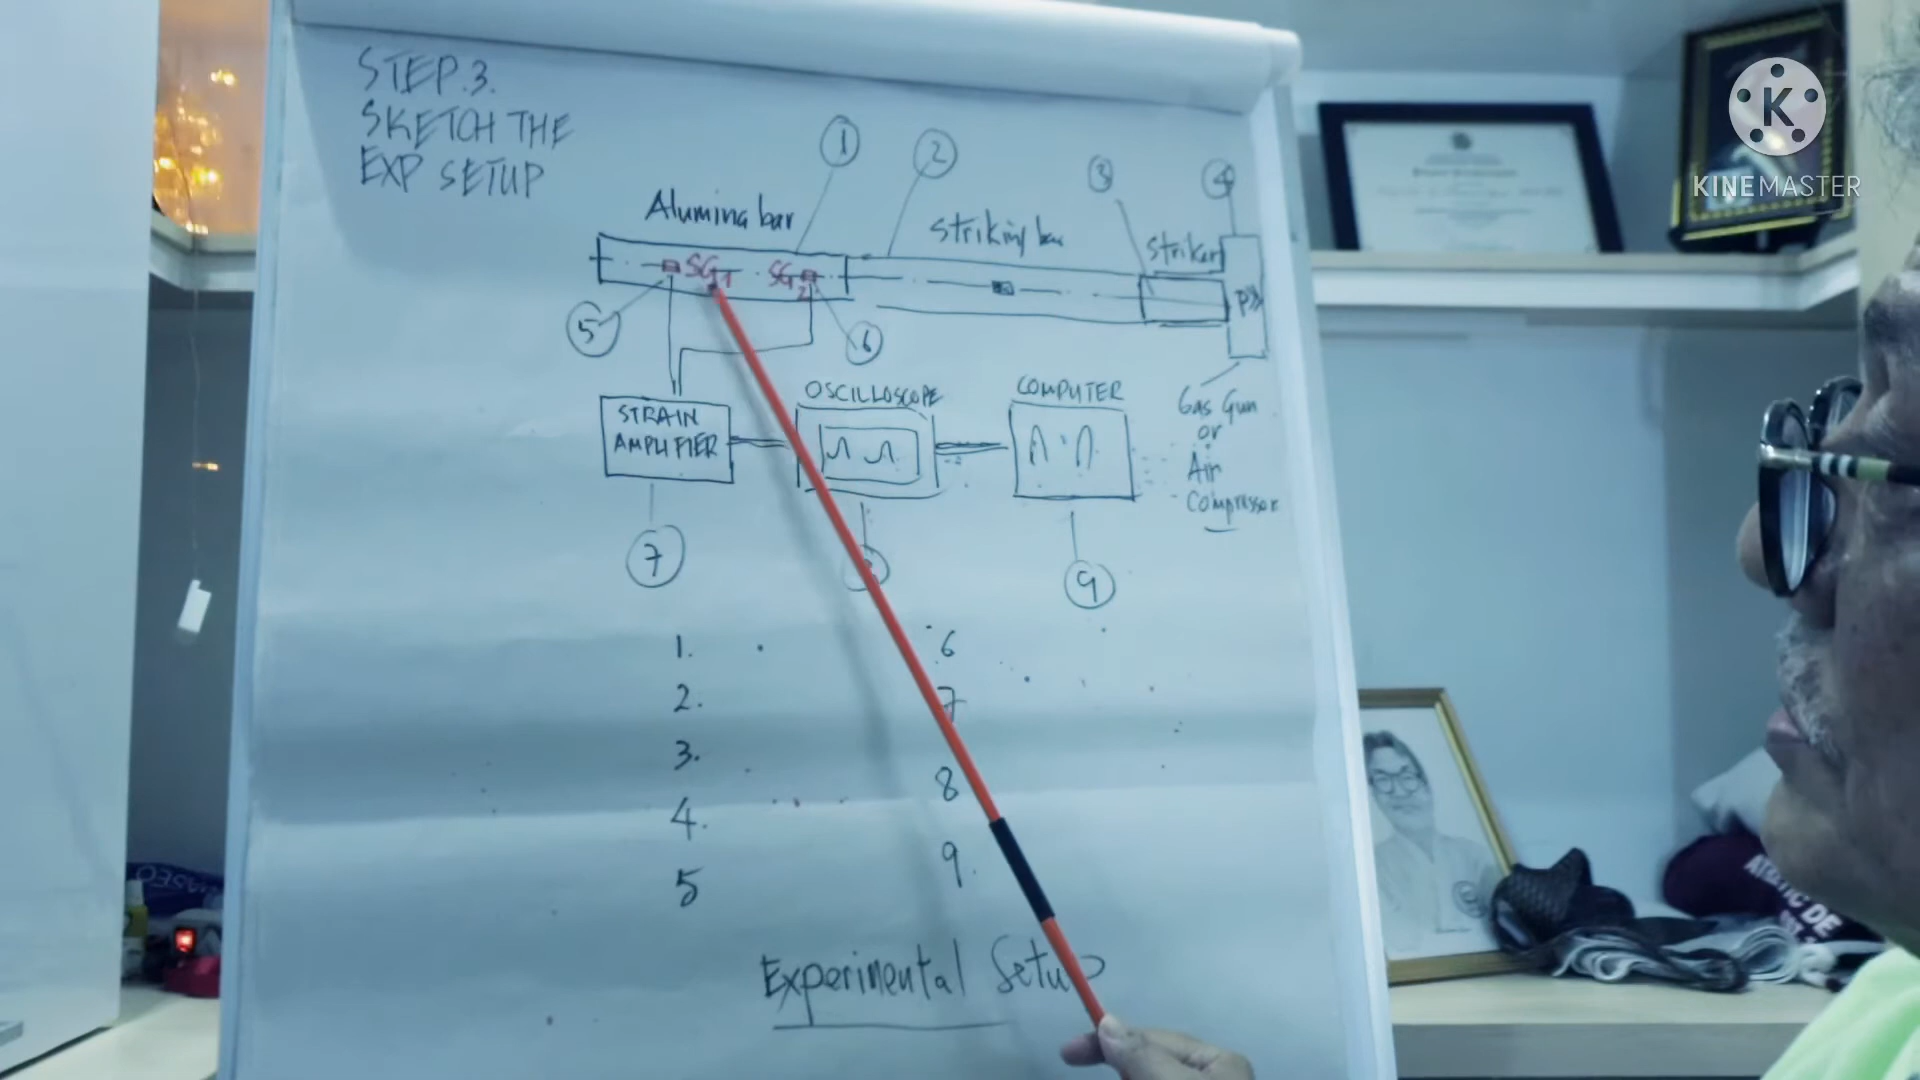 STEP.3.
SKETCH THE
EXP SETUP
1
2
3
4
Alumina bar
Striking bar
striker
SG1
SG2
P
5
6
STRAIN
AMPLIFIER
OSCILLOSCOPE
COMPUTER
Gas Gun
or
Air
Compressor
7
9
1.
2.
3.
4.
5
6
7
8
9.
Experimental Setup
K
KINEMASTER